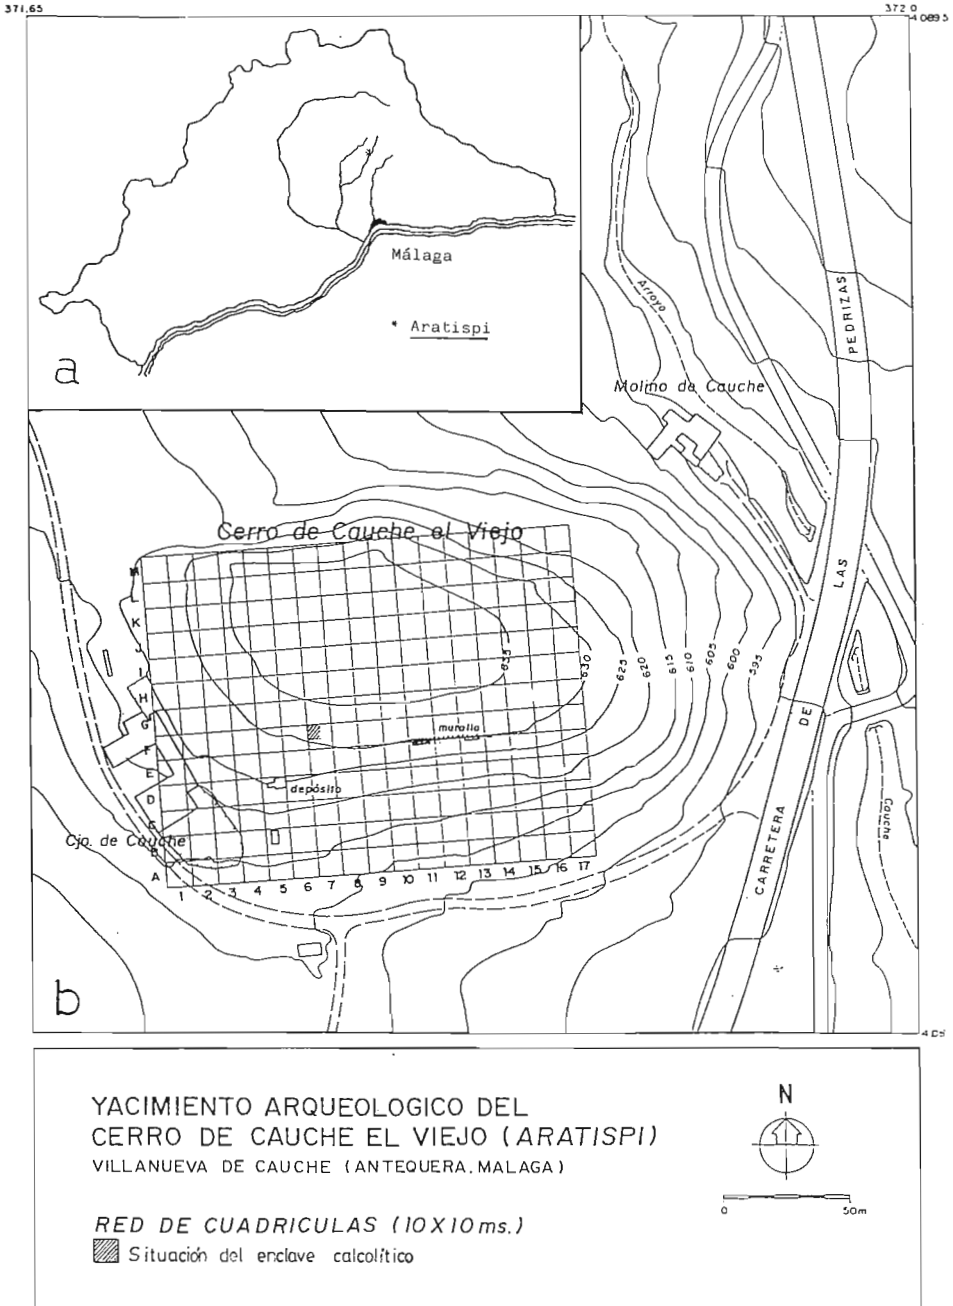 371,65
372 0
4 089 5
Málaga
* Aratispi
a
Arroyo
Molino de Cauche
PEDRIZAS
LAS
DE
CARRETERA
Cerro de Cauche el Viejo
M
L
K
J
I
H
G
F
E
D
C
B
A
635
630
625
620
615
610
605
600
595
muralla
depósito
Cjo. de Cauche
Cauche
1 2 3 4 5 6 7 8 9 10 11 12 13 14 15 16 17
b
YACIMIENTO ARQUEOLOGICO DEL
CERRO DE CAUCHE EL VIEJO (ARATISPI)
VILLANUEVA DE CAUCHE (ANTEQUERA, MALAGA)
N
0 50m
RED DE CUADRICULAS (10X10 ms.)
Situación del enclave calcolítico